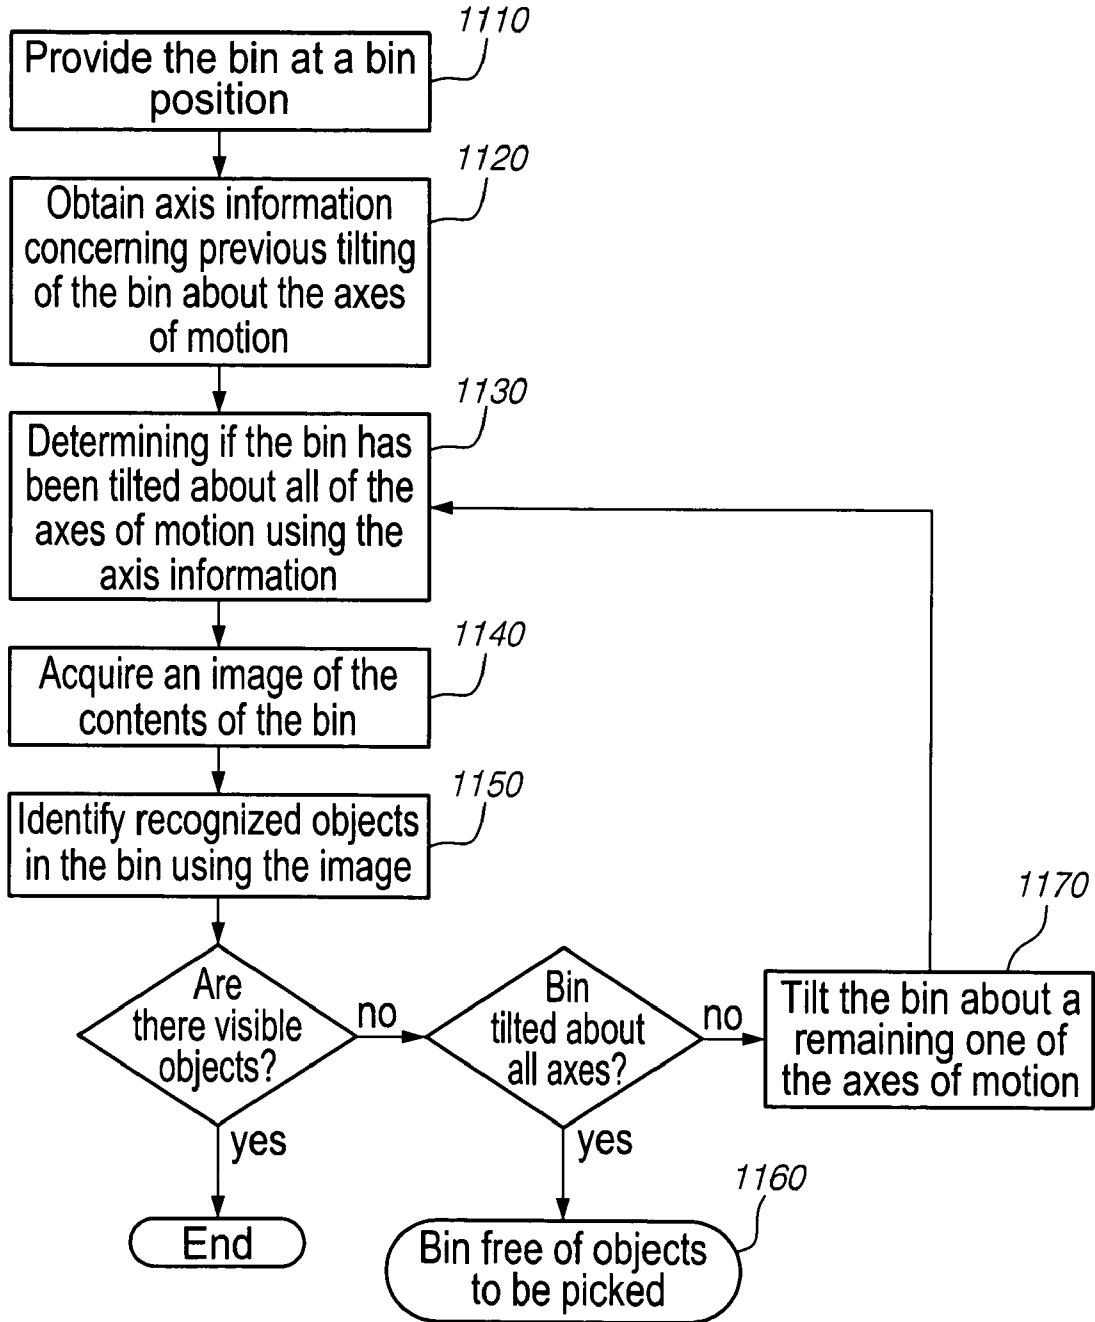 1110
Provide the bin at a bin
position
1120
Obtain axis information
concerning previous tilting
of the bin about the axes
of motion
1130
Determining if the bin has
been tilted about all of the
axes of motion using the
axis information
1140
Acquire an image of the
contents of the bin
1150
Identify recognized objects
in the bin using the image
Are
there visible
objects?
no
yes
End
Bin
tilted about
all axes?
no
yes
1160
Bin free of objects
to be picked
1170
Tilt the bin about a
remaining one of
the axes of motion